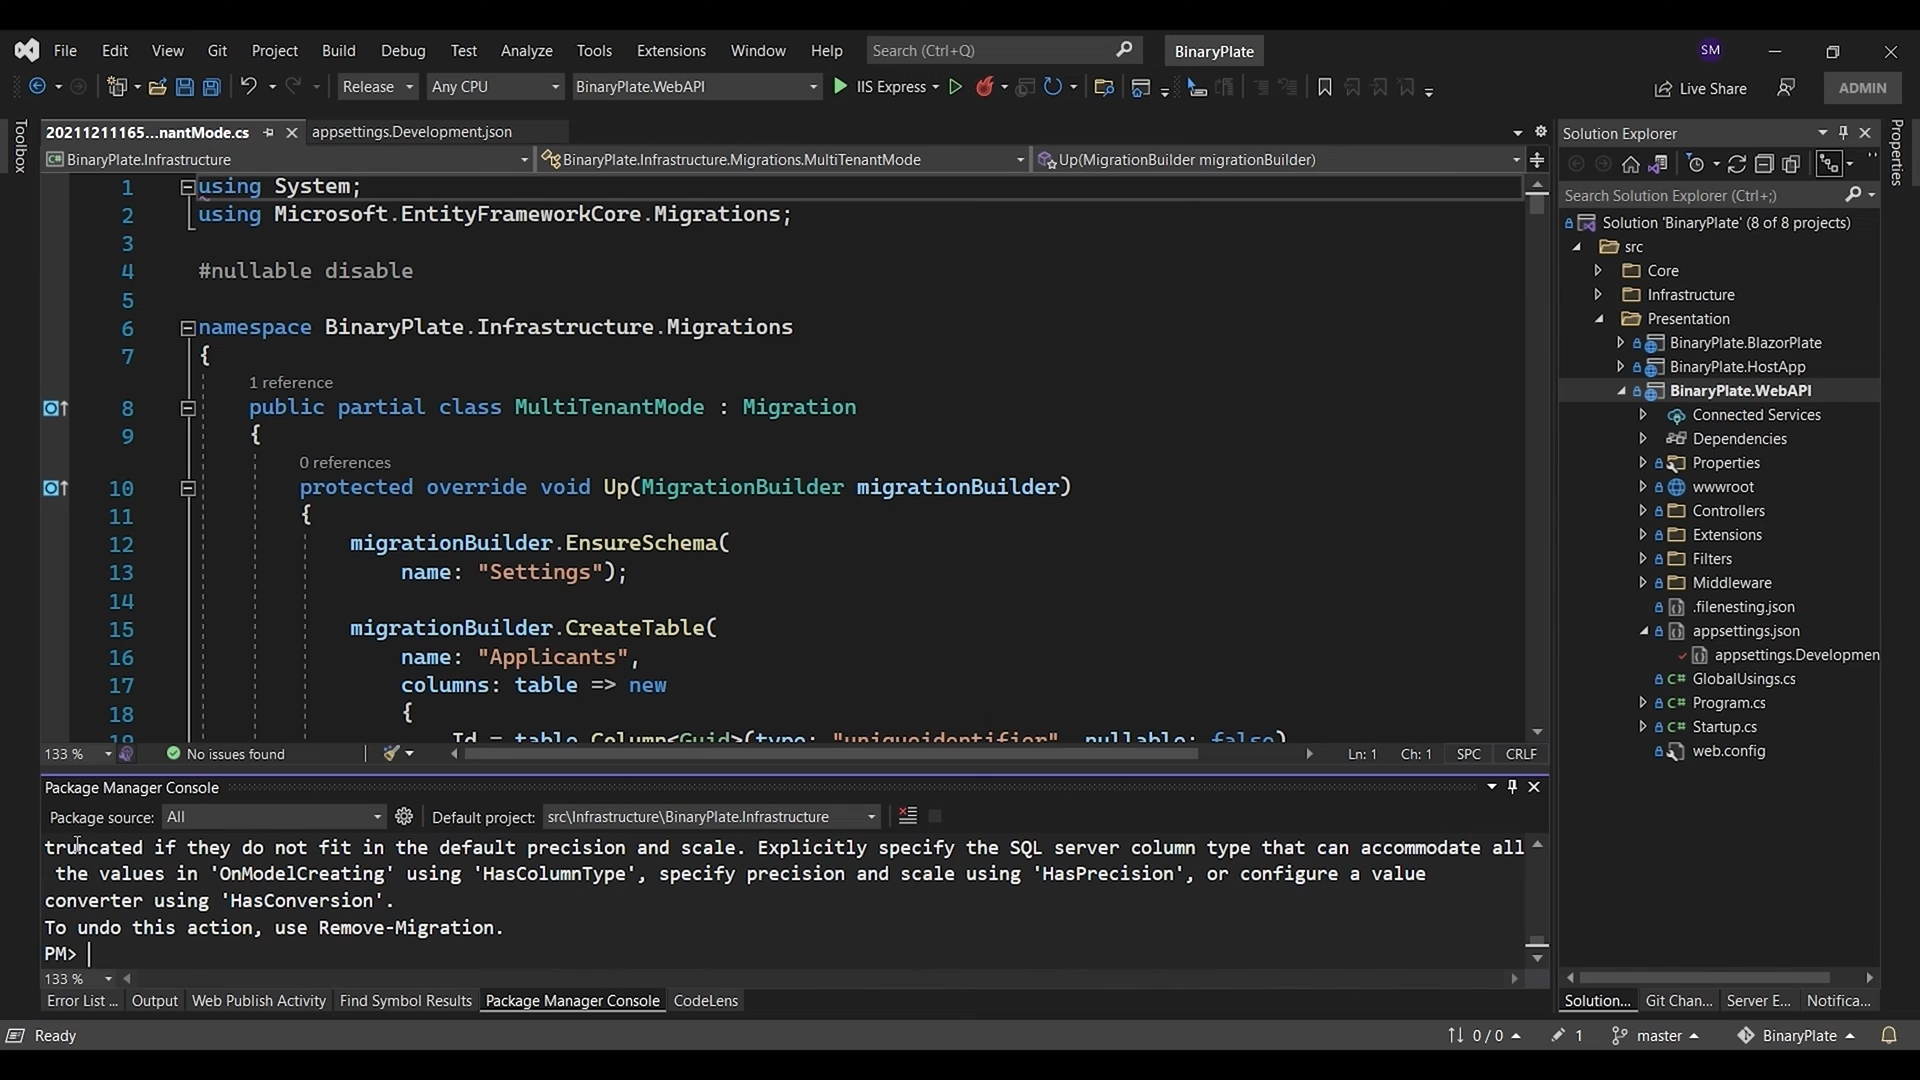 File Edit View Git Project Build Debug Test Analyze Tools Extensions Window Help Search (Ctrl+Q) BinaryPlate SM
Release Any CPU BinaryPlate.WebAPI IIS Express Live Share ADMIN
Toolbox
20211211165...nantMode.cs appsettings.Development.json
BinaryPlate.Infrastructure BinaryPlate.Infrastructure.Migrations.MultiTenantMode Up(MigrationBuilder migrationBuilder)
1 using System;
2 using Microsoft.EntityFrameworkCore.Migrations;
3
4 #nullable disable
5
6 namespace BinaryPlate.Infrastructure.Migrations
7 {
1 reference
8 public partial class MultiTenantMode : Migration
9 {
0 references
10 protected override void Up(MigrationBuilder migrationBuilder)
11 {
12 migrationBuilder.EnsureSchema(
13 name: "Settings");
14
15 migrationBuilder.CreateTable(
16 name: "Applicants",
17 columns: table => new
18 {
19 Id = table.Column<Guid>(type: "uniqueidentifier", nullable: false)
133 % No issues found Ln: 1 Ch: 1 SPC CRLF
Package Manager Console
Package source: All Default project: src\Infrastructure\BinaryPlate.Infrastructure
truncated if they do not fit in the default precision and scale. Explicitly specify the SQL server column type that can accommodate all
the values in 'OnModelCreating' using 'HasColumnType', specify precision and scale using 'HasPrecision', or configure a value
converter using 'HasConversion'.
To undo this action, use Remove-Migration.
PM>
133 %
Error List ... Output Web Publish Activity Find Symbol Results Package Manager Console CodeLens
Solution Explorer
Search Solution Explorer (Ctrl+;)
Solution 'BinaryPlate' (8 of 8 projects)
src
Core
Infrastructure
Presentation
BinaryPlate.BlazorPlate
BinaryPlate.HostApp
BinaryPlate.WebAPI
Connected Services
Dependencies
Properties
wwwroot
Controllers
Extensions
Filters
Middleware
.filenesting.json
appsettings.json
appsettings.Developmen
C# GlobalUsings.cs
C# Program.cs
C# Startup.cs
web.config
Solution... Git Chan... Server E... Notifica...
Properties
Ready 0 / 0 1 master BinaryPlate